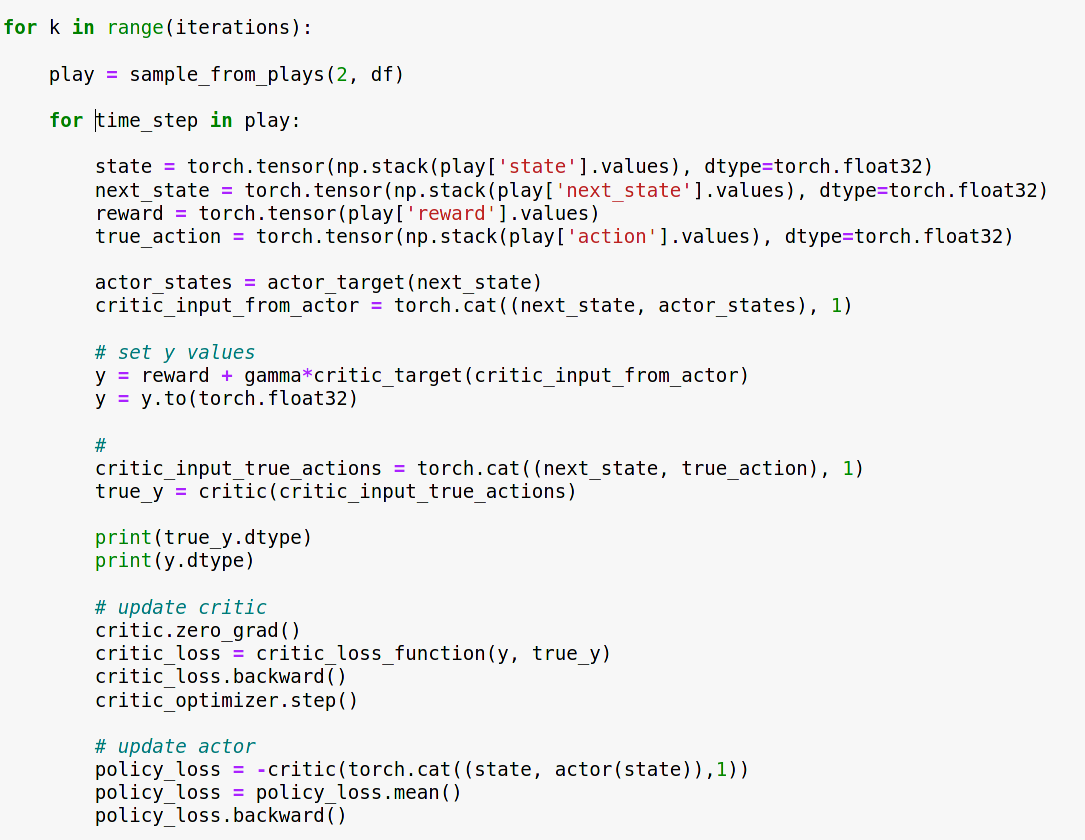 for k in range(iterations):
play = sample_from_plays(2, df)
for time_step in play:
state = torch.tensor(np.stack(play['state'].values), dtype=torch.float32)
next_state = torch.tensor(np.stack(play['next_state'].values), dtype=torch.float32)
reward = torch.tensor(play['reward'].values)
true_action = torch.tensor(np.stack(play['action'].values), dtype=torch.float32)
actor_states = actor_target(next_state)
critic_input_from_actor = torch.cat((next_state, actor_states), 1)
# set y values
y = reward + gamma*critic_target(critic_input_from_actor)
y = y.to(torch.float32)
#
critic_input_true_actions = torch.cat((next_state, true_action), 1)
true_y = critic(critic_input_true_actions)
print(true_y.dtype)
print(y.dtype)
# update critic
critic.zero_grad()
critic_loss = critic_loss_function(y, true_y)
critic_loss.backward()
critic_optimizer.step()
# update actor
policy_loss = -critic(torch.cat((state, actor(state)),1))
policy_loss = policy_loss.mean()
policy_loss.backward()